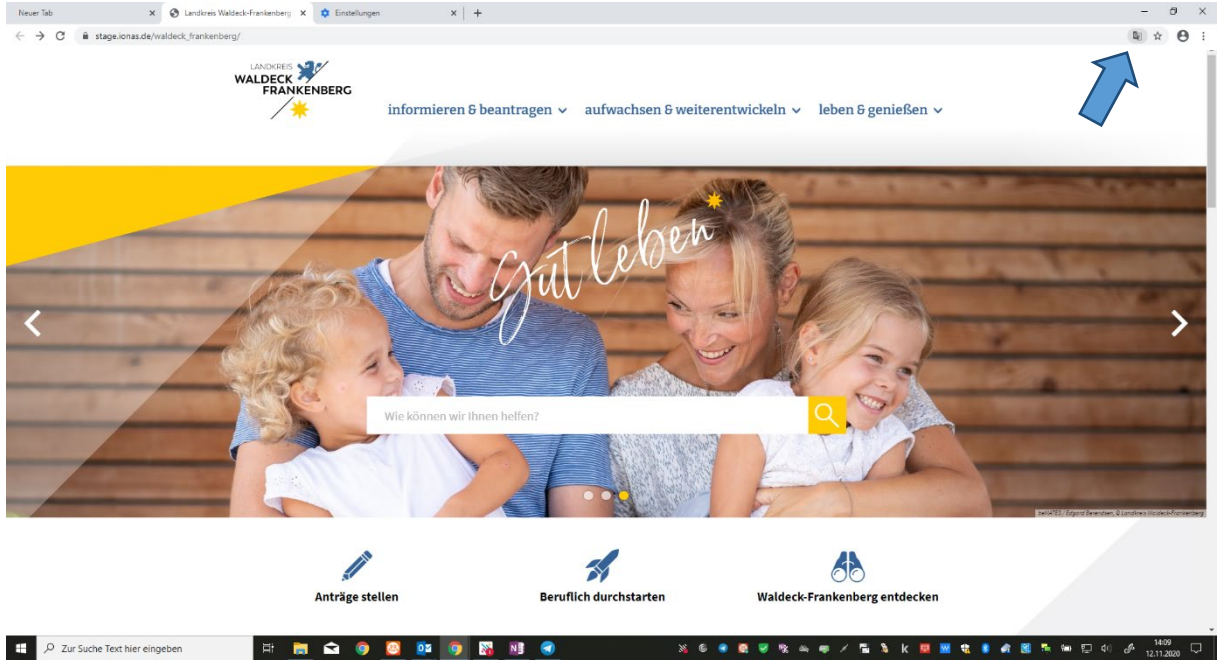 Neuer Tab
Landkreis Waldeck-Frankenberg
Einstellungen
stage.ionas.de/waldeck_frankenberg/
LANDKREIS
WALDECK
FRANKENBERG
informieren & beantragen
aufwachsen & weiterentwickeln
leben & genießen
Gut leben
Wie können wir Ihnen helfen?
Anträge stellen
Beruflich durchstarten
Waldeck-Frankenberg entdecken
Zur Suche Text hier eingeben
14:09
12.11.2020